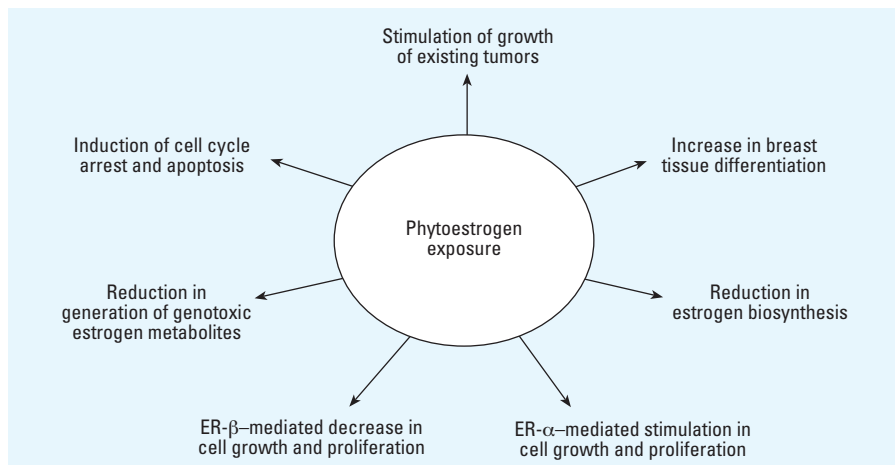 Stimulation of growth
of existing tumors
Induction of cell cycle
arrest and apoptosis
Increase in breast
tissue differentiation
Phytoestrogen
exposure
Reduction in
generation of genotoxic
estrogen metabolites
Reduction in
estrogen biosynthesis
ER-β–mediated decrease in
cell growth and proliferation
ER-α–mediated stimulation in
cell growth and proliferation